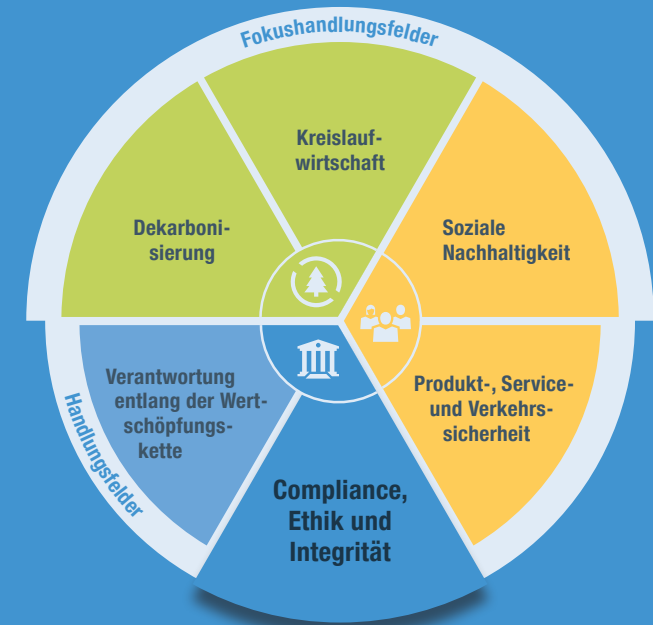 Fokushandlungsfelder
Kreislauf-
wirtschaft
Dekarboni-
sierung
Soziale
Nachhaltigkeit
Verantwortung
entlang der Wert-
schöpfungs-
kette
Produkt-, Service-
und Verkehrs-
sicherheit
Handlungsfelder
Compliance,
Ethik und
Integrität